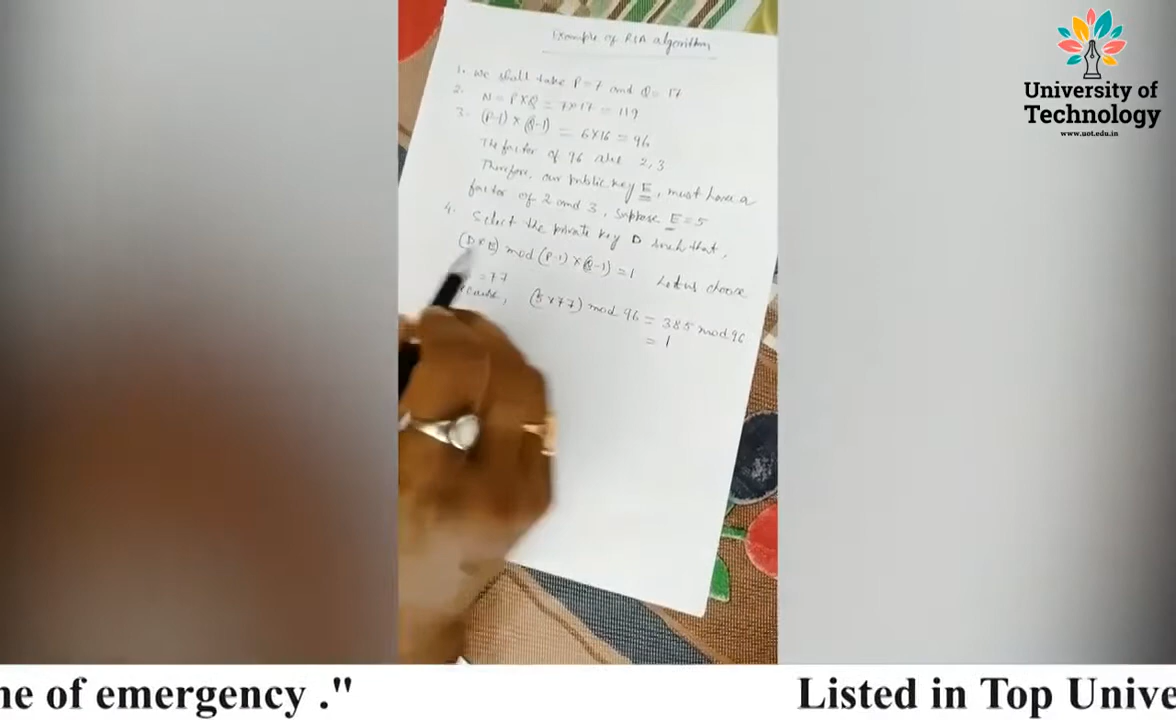 Example of RSA algorithm
1. We shall take P=7 and Q= 17
2. N = P×Q = 7×17 = 119
3. (P-1) × (Q-1) = 6×16 = 96
The factor of 96 are 2,3
Therefore, our public key E, must have a
factor of 2 and 3, suppose E=5
4. Select the private key D such that,
(D×E) mod (P-1) × (Q-1) = 1 Let us choose
=77
(5×77) mod 96 = 385 mod 96
= 1
University of
Technology
www.uot.edu.in
ne of emergency ."
Listed in Top Unive